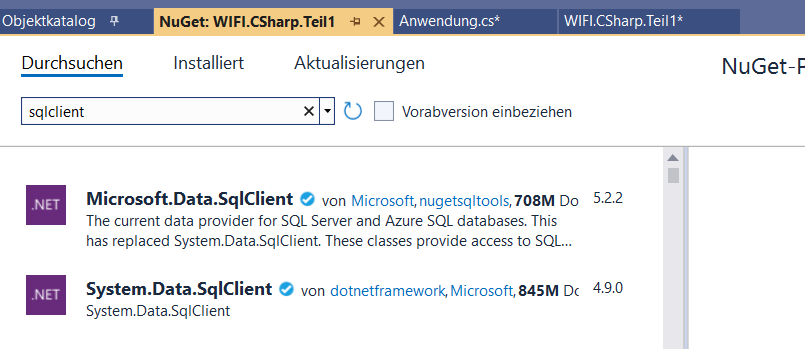 Objektkatalog NuGet: WIFI.CSharp.Teil1 Anwendung.cs* WIFI.CSharp.Teil1*
Durchsuchen Installiert Aktualisierungen NuGet-P
sqlclient Vorabversion einbeziehen
.NET Microsoft.Data.SqlClient von Microsoft, nugetsqltools, 708M Do 5.2.2
The current data provider for SQL Server and Azure SQL databases. This
has replaced System.Data.SqlClient. These classes provide access to SQL...
.NET System.Data.SqlClient von dotnetframework, Microsoft, 845M Do 4.9.0
System.Data.SqlClient